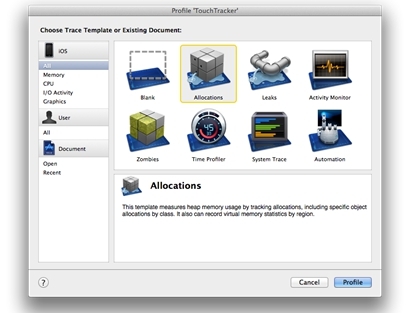 Profile 'TouchTracker'
Choose Trace Template or Existing Document:
iOS
All
Memory
CPU
I/O Activity
Graphics
User
All
Document
Open
Recent
Blank
Allocations
Leaks
Activity Monitor
45
Zombies
Time Profiler
System Trace
Automation
Allocations
This template measures heap memory usage by tracking allocations, including specific object
allocations by class. It also can record virtual memory statistics by region.
?
Cancel
Profile